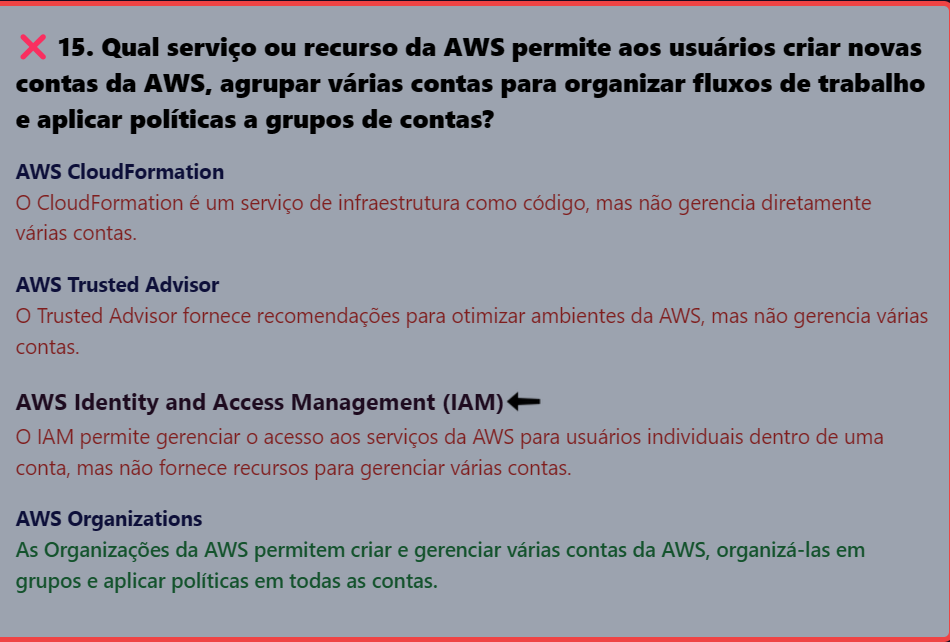 15. Qual serviço ou recurso da AWS permite aos usuários criar novas
contas da AWS, agrupar várias contas para organizar fluxos de trabalho
e aplicar políticas a grupos de contas?
AWS CloudFormation
O CloudFormation é um serviço de infraestrutura como código, mas não gerencia diretamente
várias contas.
AWS Trusted Advisor
O Trusted Advisor fornece recomendações para otimizar ambientes da AWS, mas não gerencia várias
contas.
AWS Identity and Access Management (IAM)
O IAM permite gerenciar o acesso aos serviços da AWS para usuários individuais dentro de uma
conta, mas não fornece recursos para gerenciar várias contas.
AWS Organizations
As Organizações da AWS permitem criar e gerenciar várias contas da AWS, organizá-las em
grupos e aplicar políticas em todas as contas.